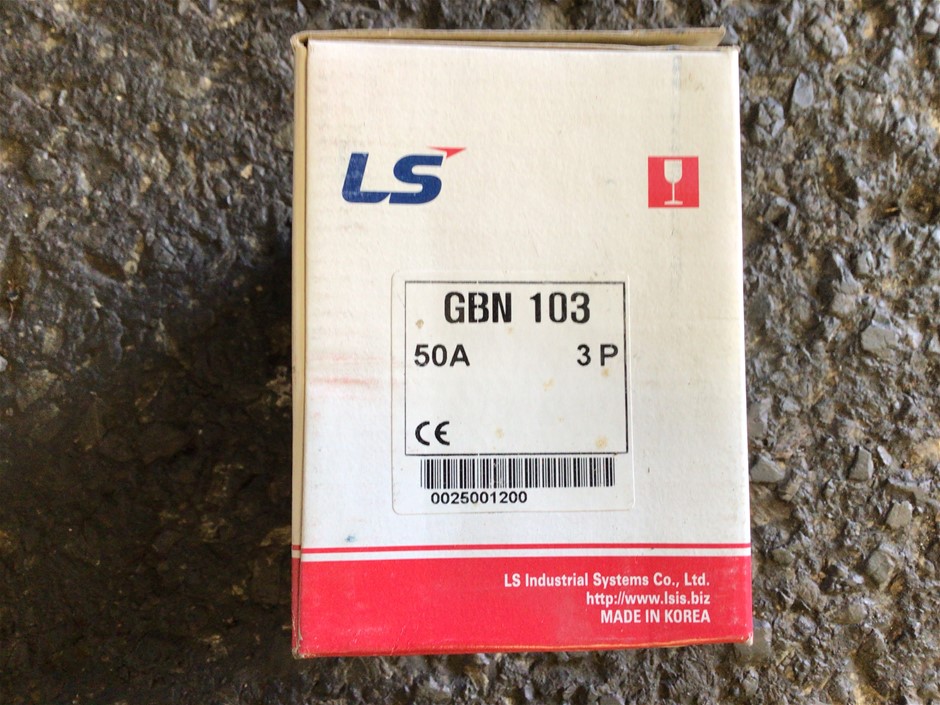 LS
GBN 103
50A 3 P
CE
0025001200
LS Industrial Systems Co., Ltd.
http://www.lsis.biz
MADE IN KOREA